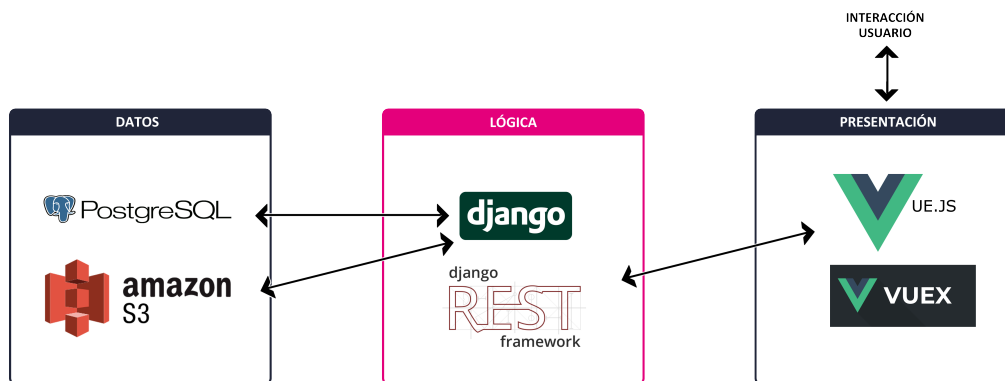 INTERACCIÓN
USUARIO
DATOS
LÓGICA
PRESENTACIÓN
PostgreSQL
django
UE.JS
amazon
S3
django
REST
framework
VUEX